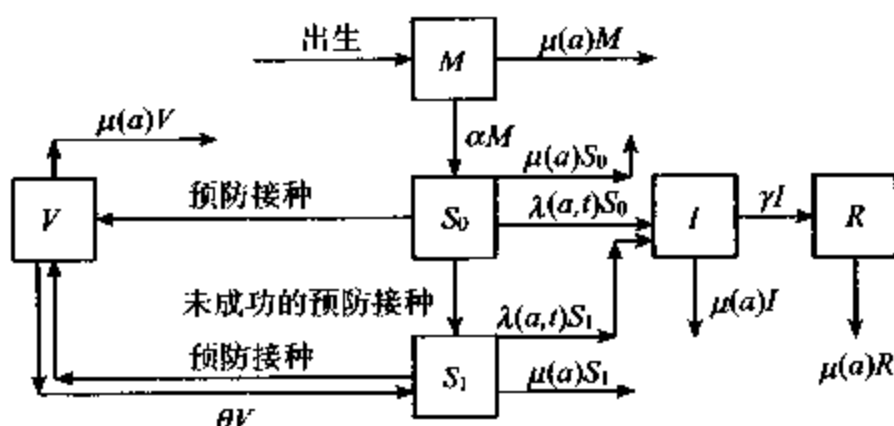 出生
M
μ(a)M
αM
μ(a)V
μ(a)S₀
V
预防接种
S₀
λ(a,t)S₀
I
γI
R
未成功的预防接种
λ(a,t)S₁
μ(a)I
预防接种
S₁
μ(a)S₁
μ(a)R
θV